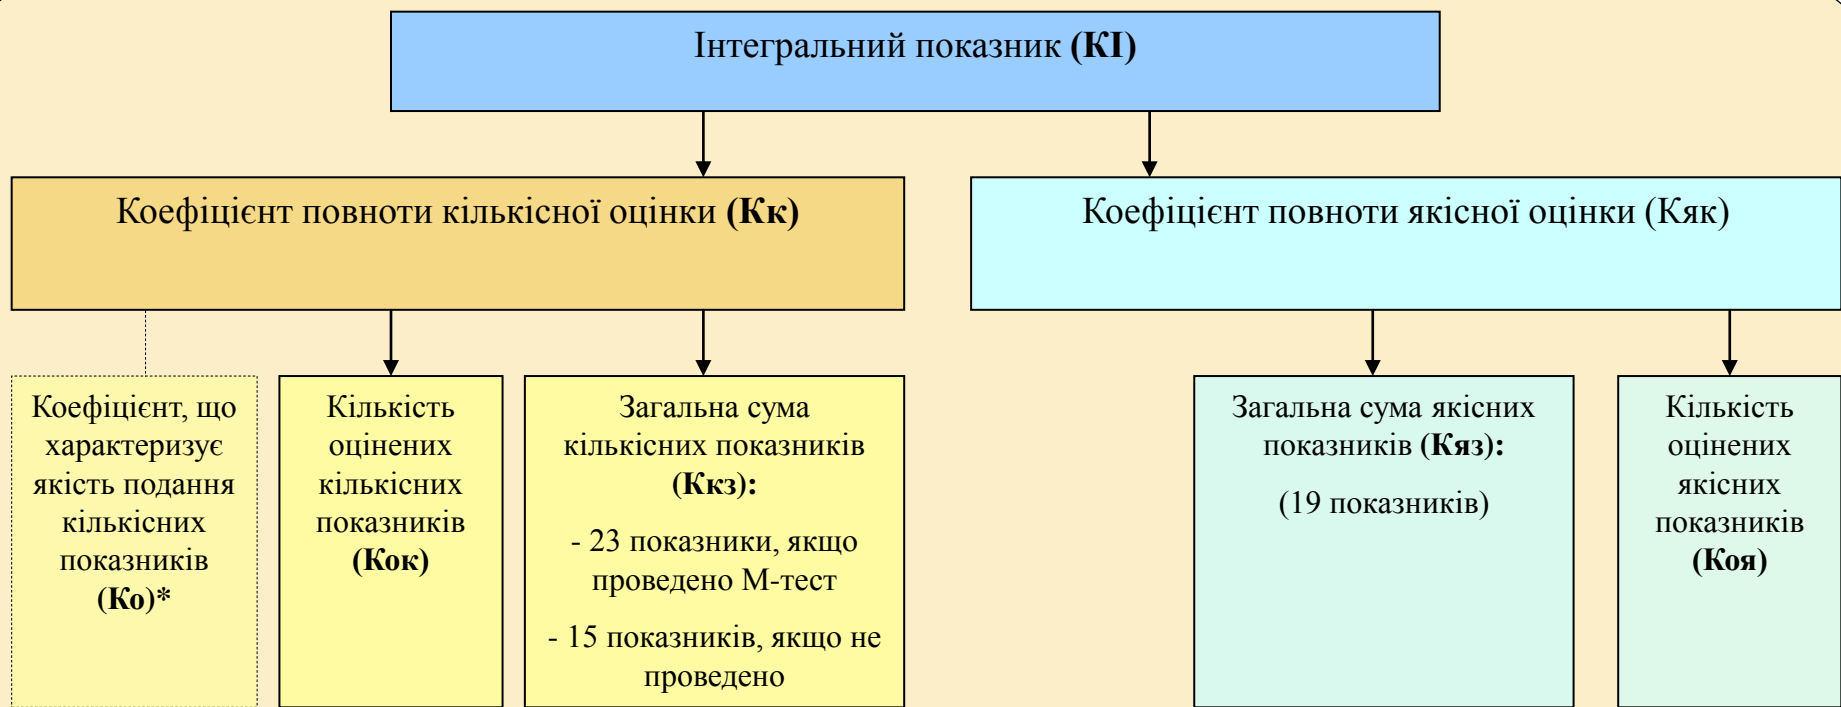 Інтегральний показник (КІ)
Коефіцієнт повноти кількісної оцінки (Кк)
Коефіцієнт повноти якісної оцінки (Кяк)
Коефіцієнт, що
характеризує
якість подання
кількісних
показників
(Ко)*
Кількість
оцінених
кількісних
показників
(Кок)
Загальна сума
кількісних показників
(Ккз):
- 23 показники, якщо
проведено М-тест
- 15 показників, якщо не
проведено
Загальна сума якісних
показників (Кяз):
(19 показників)
Кількість
оцінених
якісних
показників
(Коя)